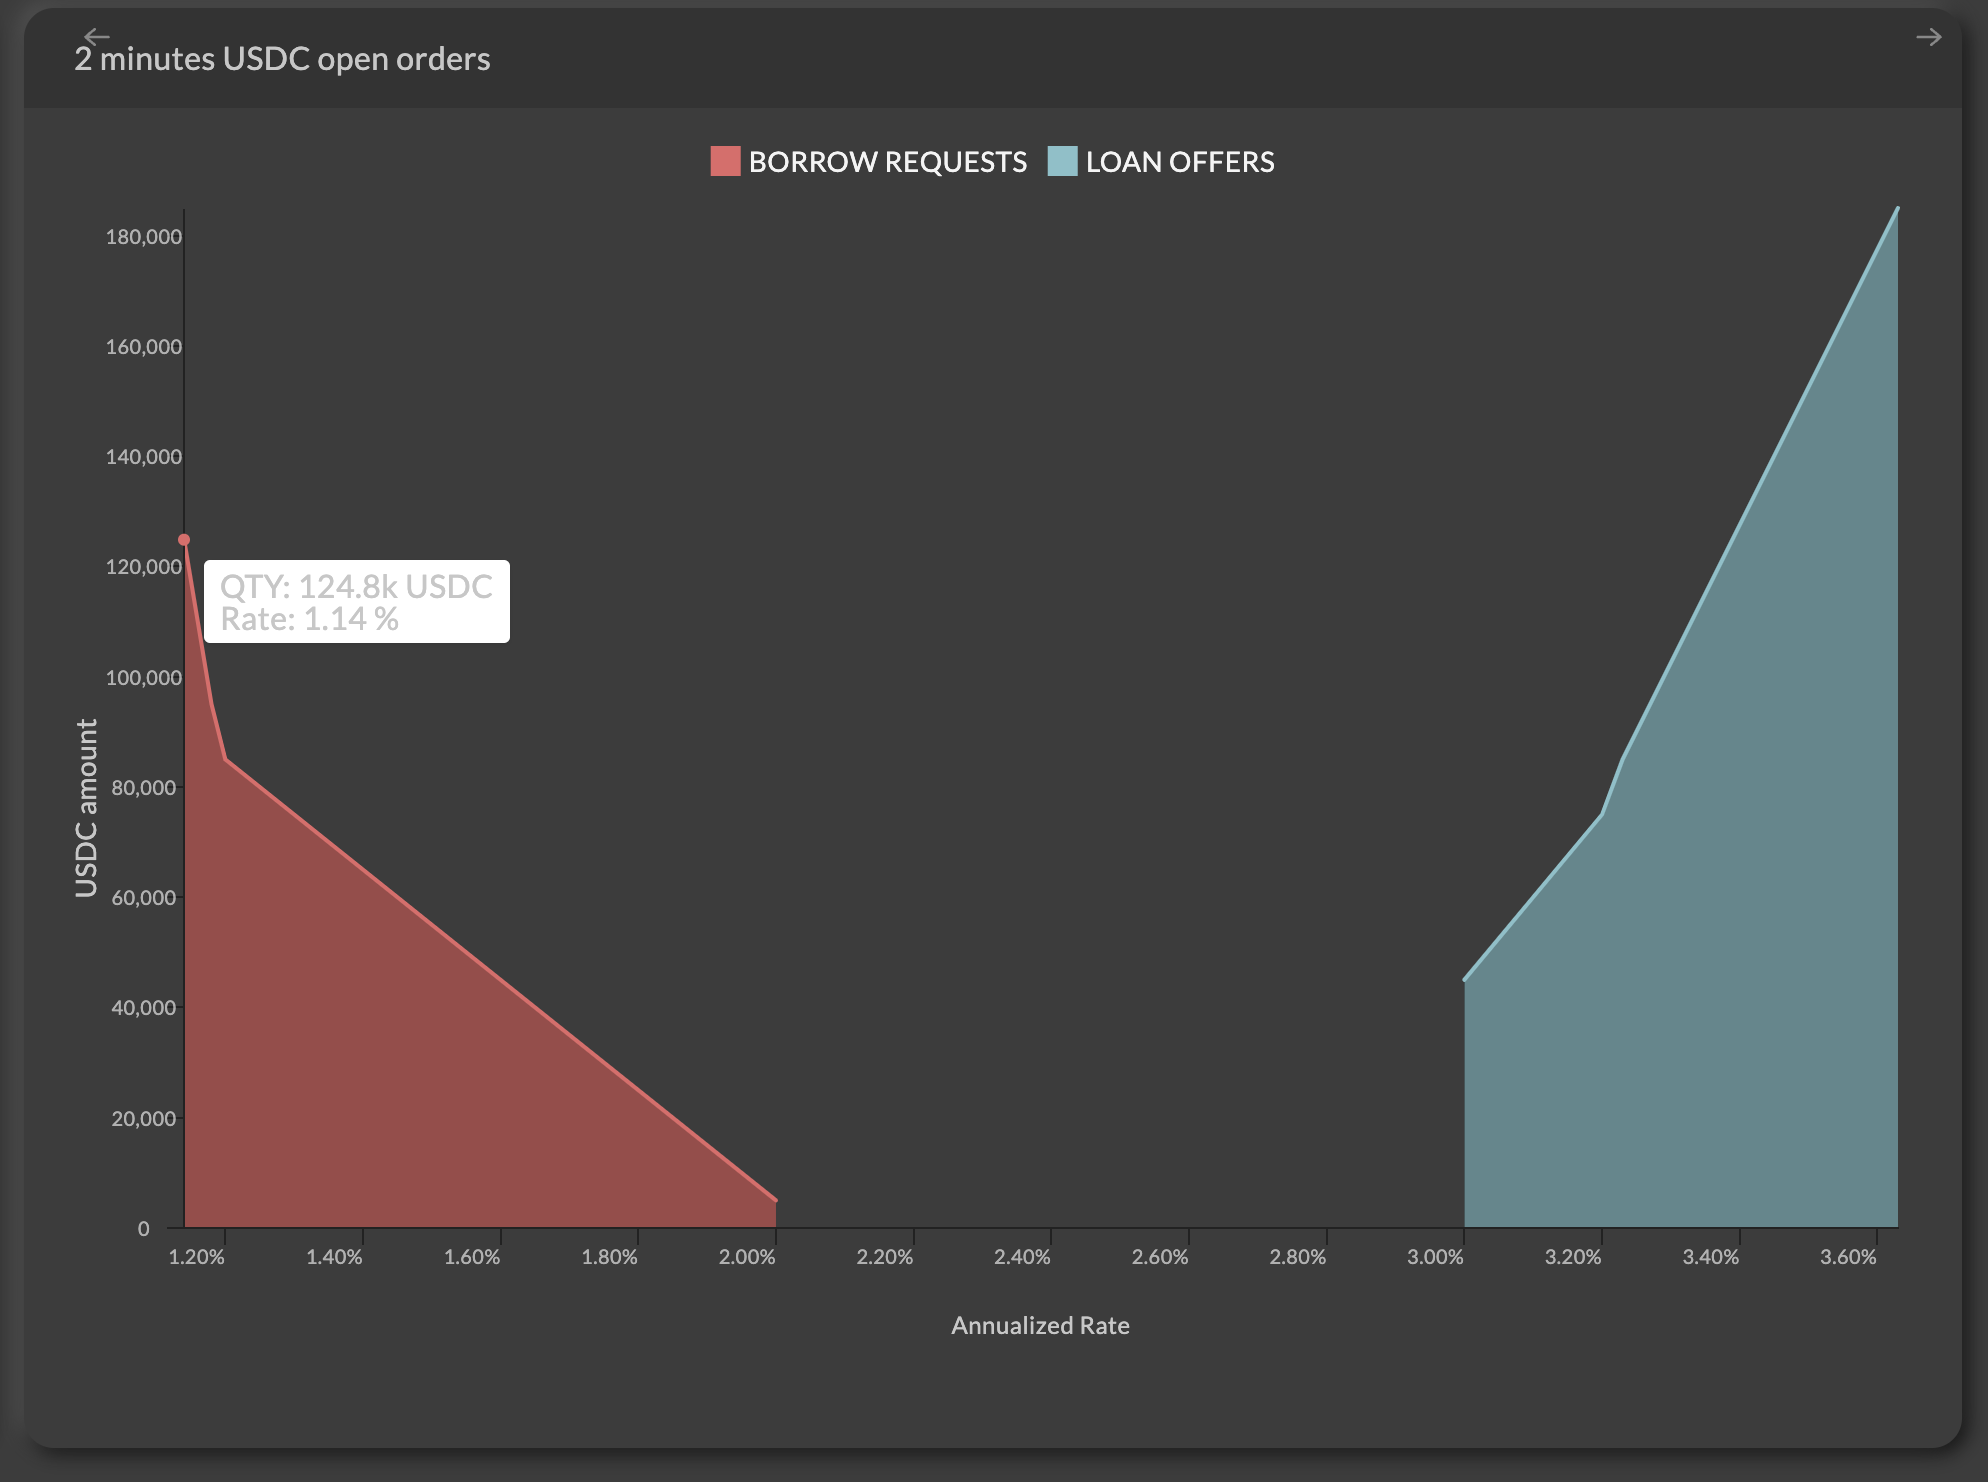 2 minutes USDC open orders
BORROW REQUESTS LOAN OFFERS
180,000
160,000
140,000
120,000
QTY: 124.8k USDC
Rate: 1.14 %
100,000
80,000
60,000
40,000
20,000
0
USDC amount
1.20% 1.40% 1.60% 1.80% 2.00% 2.20% 2.40% 2.60% 2.80% 3.00% 3.20% 3.40% 3.60%
Annualized Rate